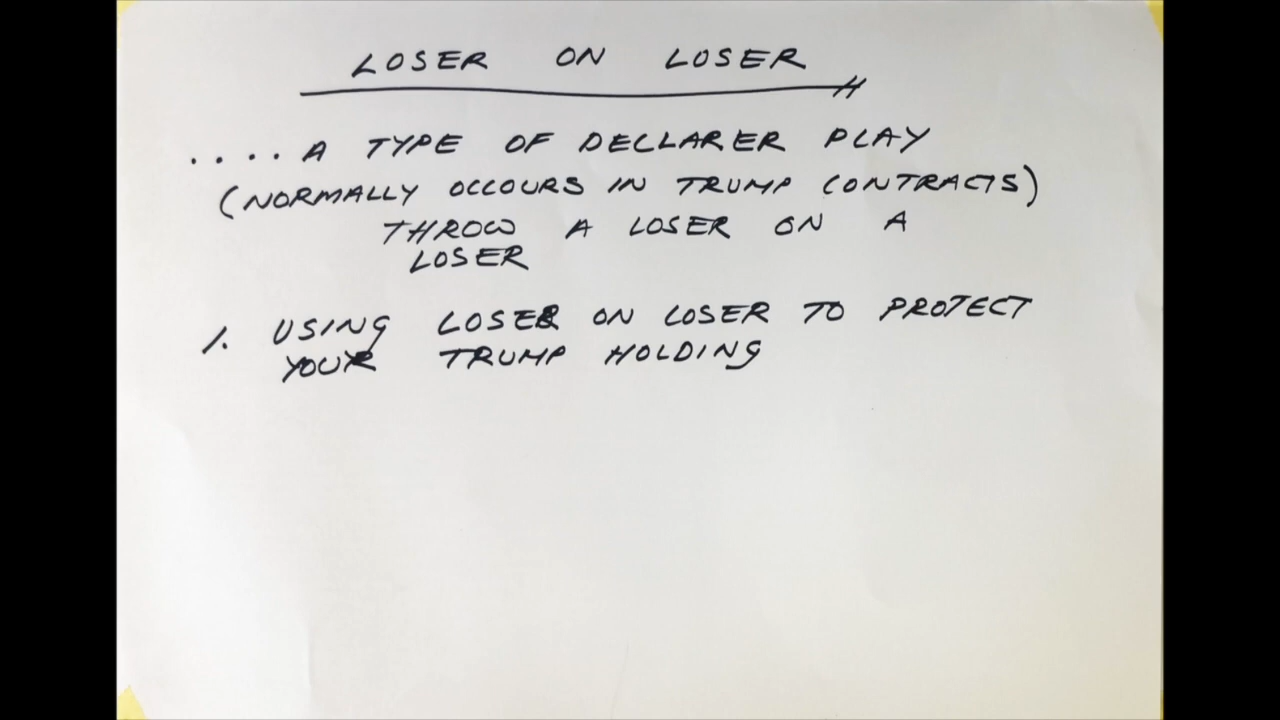 LOSER ON LOSER
....A TYPE OF DECLARER PLAY
(NORMALLY OCCOURS IN TRUMP CONTRACTS)
THROW A LOSER ON A
LOSER
1. USING LOSER ON LOSER TO PROTECT
YOUR TRUMP HOLDING